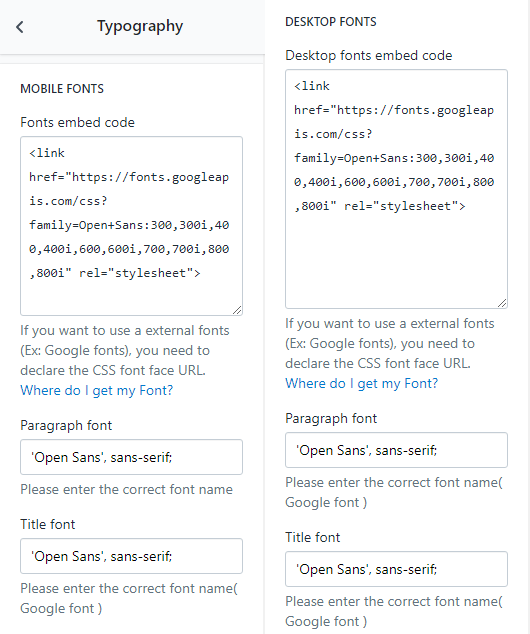 Typography
MOBILE FONTS
Fonts embed code
<link
href="https://fonts.googleap
is.com/css?
family=Open+Sans:300,300i,40
0,400i,600,600i,700,700i,800
,800i" rel="stylesheet">
If you want to use a external fonts
(Ex: Google fonts), you need to
declare the CSS font face URL.
Where do I get my Font?
Paragraph font
'Open Sans', sans-serif;
Please enter the correct font name
Title font
'Open Sans', sans-serif;
Please enter the correct font name(
Google font )
DESKTOP FONTS
Desktop fonts embed code
<link
href="https://fonts.googleap
is.com/css?
family=Open+Sans:300,300i,40
0,400i,600,600i,700,700i,800
,800i" rel="stylesheet">
If you want to use a external fonts
(Ex: Google fonts), you need to
declare the CSS font face URL.
Where do I get my Font?
Paragraph font
'Open Sans', sans-serif;
Please enter the correct font name(
Google font )
Title font
'Open Sans', sans-serif;
Please enter the correct font name(
Google font )